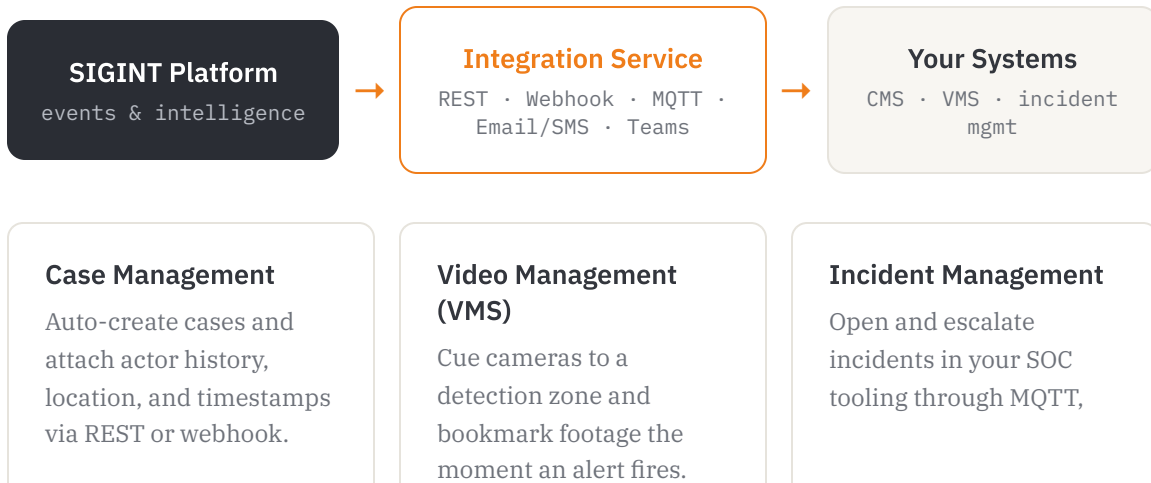 SIGINT Platform
events & intelligence
→
Integration Service
REST · Webhook · MQTT ·
Email/SMS · Teams
→
Your Systems
CMS · VMS · incident
mgmt
Case Management
Auto-create cases and
attach actor history,
location, and timestamps
via REST or webhook.
Video Management
(VMS)
Cue cameras to a
detection zone and
bookmark footage the
moment an alert fires.
Incident Management
Open and escalate
incidents in your SOC
tooling through MQTT,